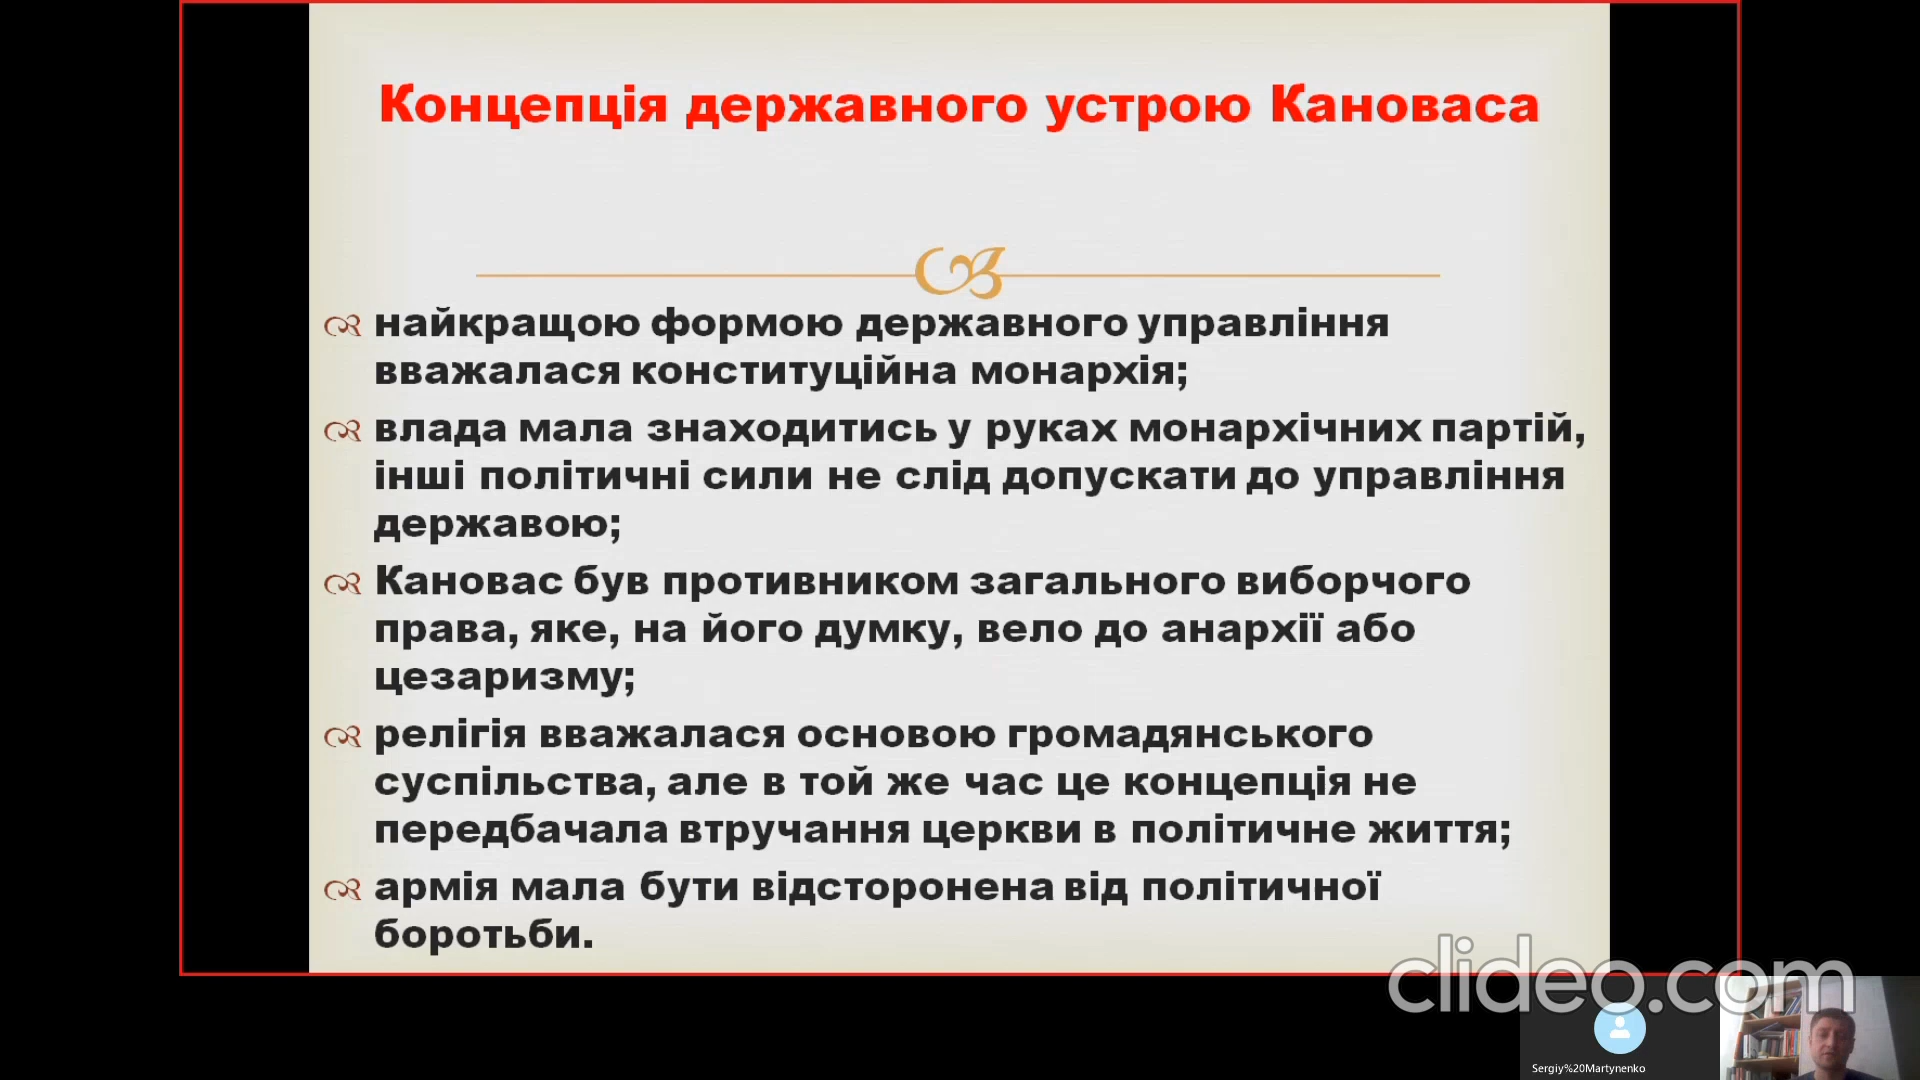 Концепція державного устрою Кановаса
найкращою формою державного управління
вважалася конституційна монархія;
влада мала знаходитись у руках монархічних партій,
інші політичні сили не слід допускати до управління
державою;
Кановас був противником загального виборчого
права, яке, на його думку, вело до анархії або
цезаризму;
релігія вважалася основою громадянського
суспільства, але в той же час це концепція не
передбачала втручання церкви в політичне життя;
армія мала бути відсторонена від політичної
боротьби.
clideo.com
Sergiy%20Martynenko